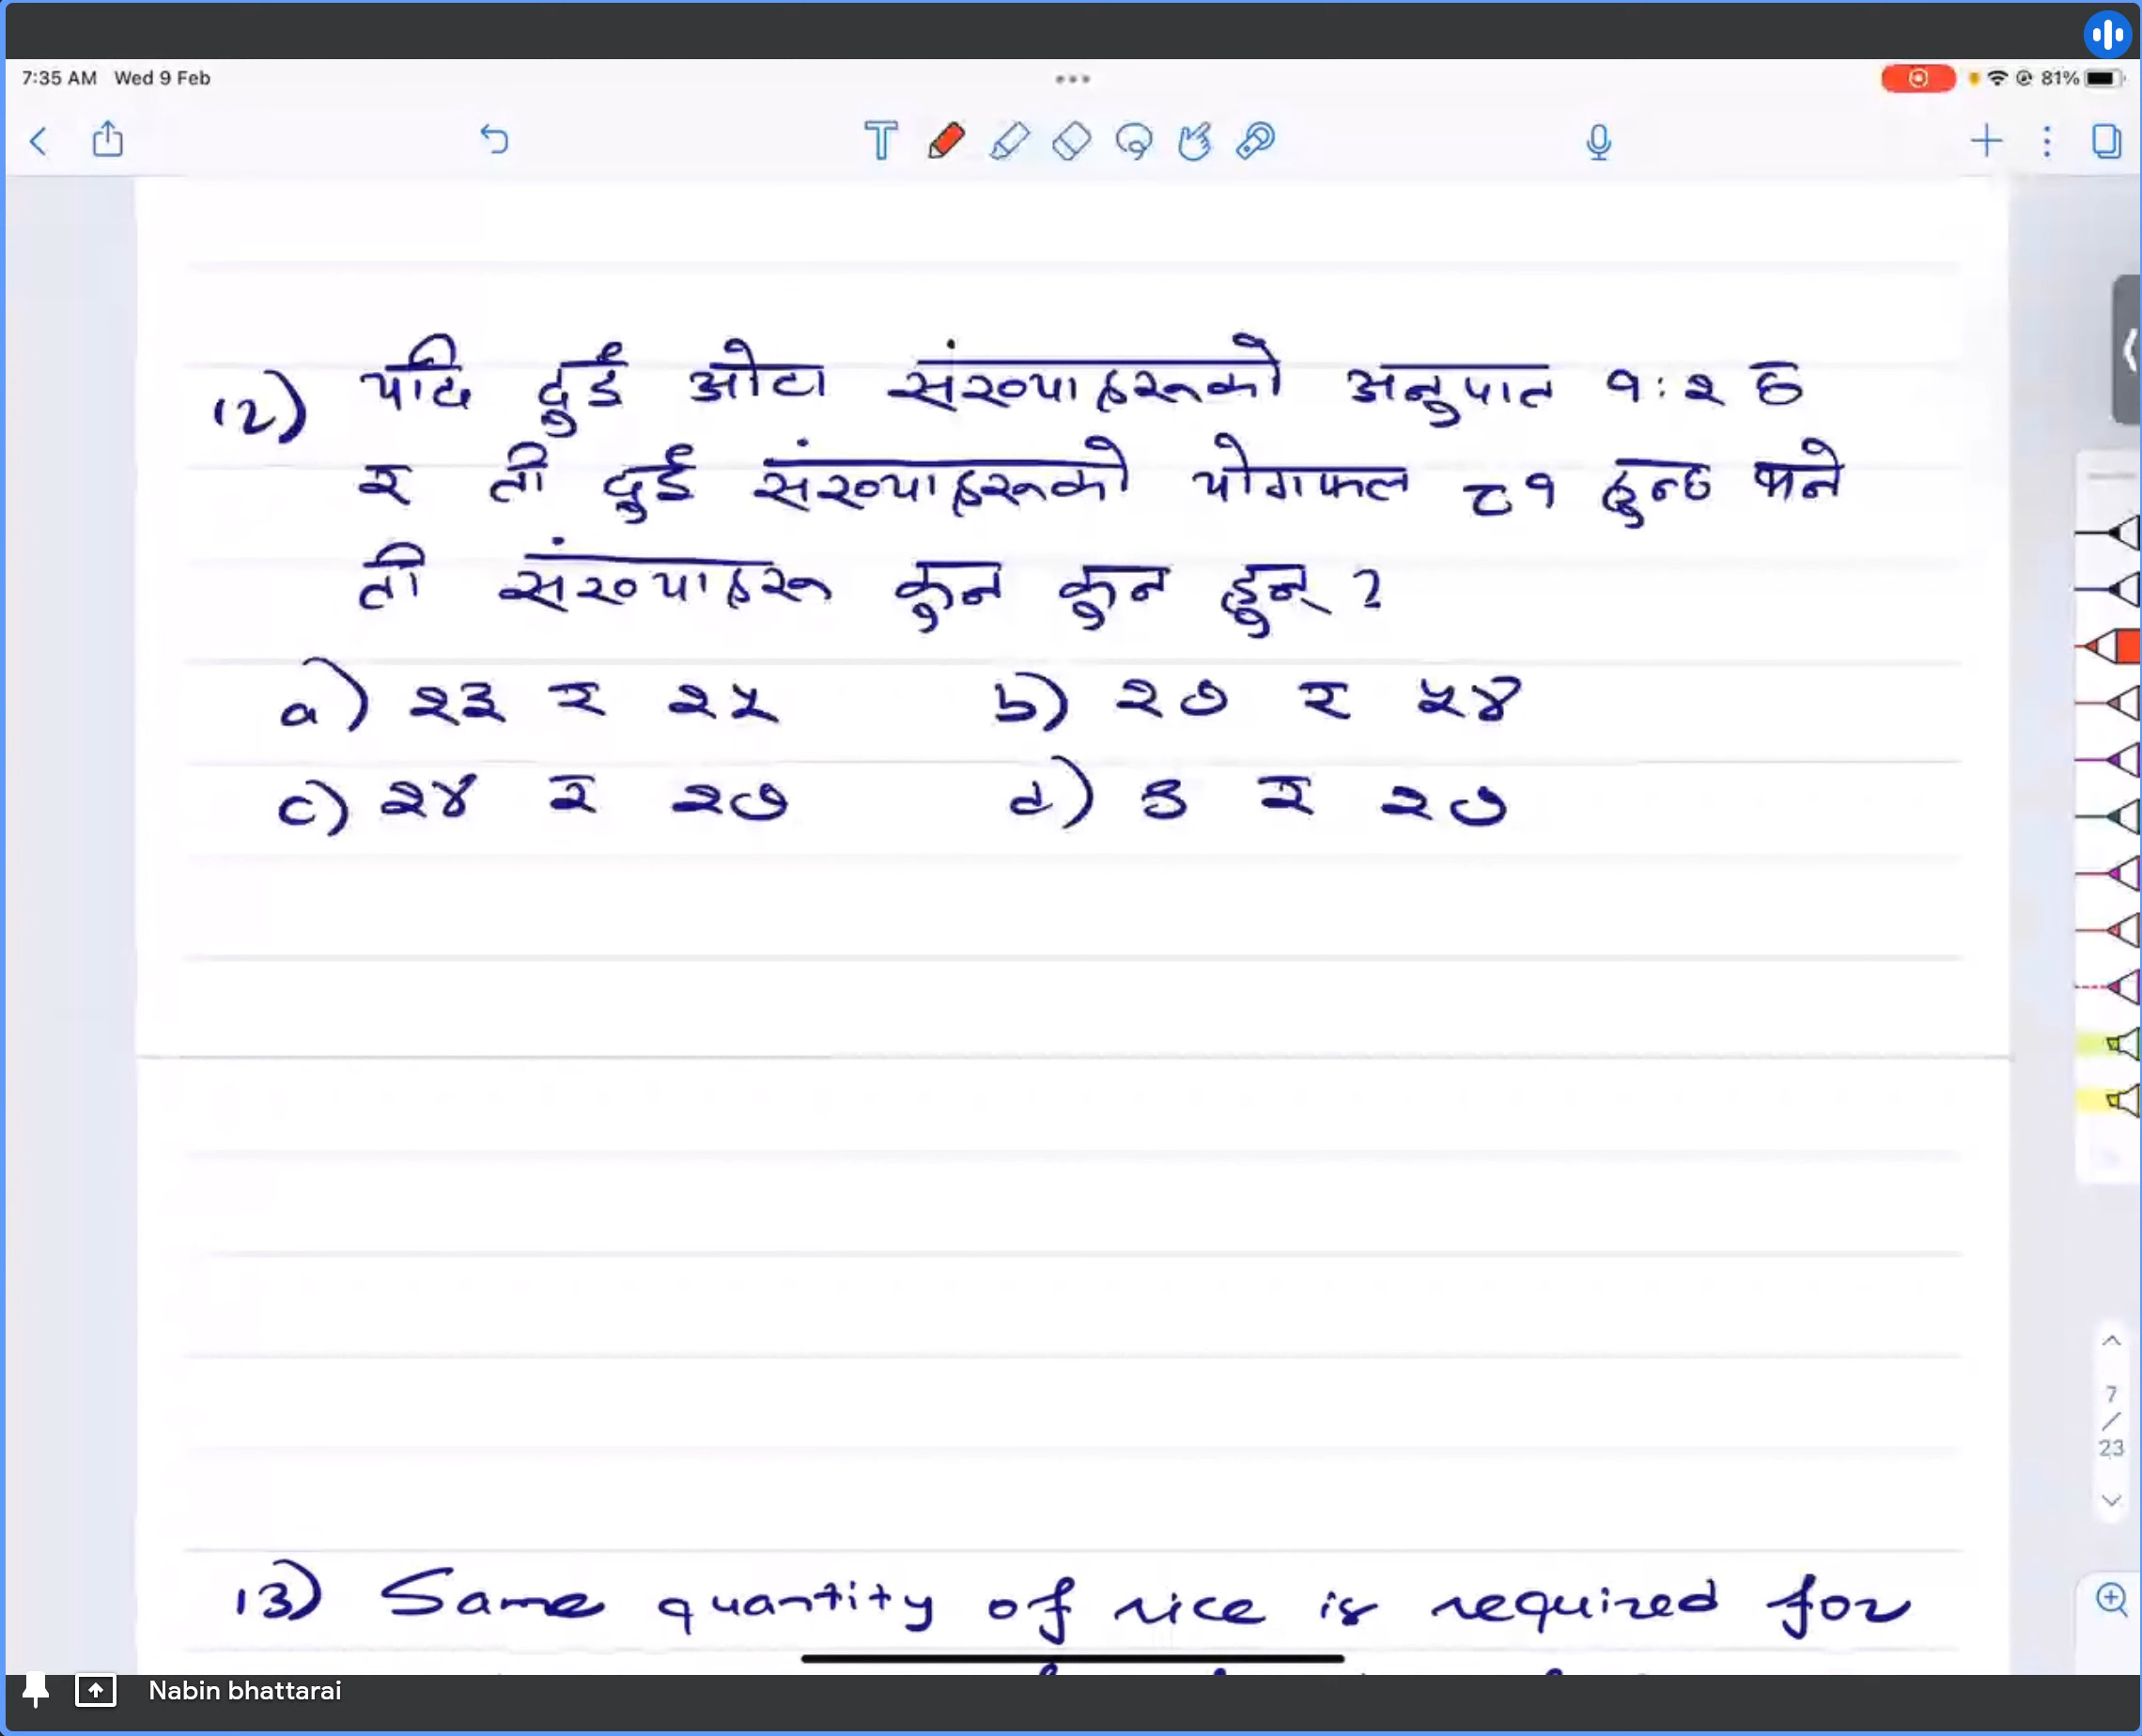 7:35 AM Wed 9 Feb
81%
12) यदि दुई ओटा संख्याहरूको अनुपात १:२ छ
र ती दुई संख्याहरूको योगफल ८१ हुन्छ भने
ती संख्याहरू कुन कुन हुन् ?
a) २३ र २५ b) २७ र ५४
c) २४ र २७ d) ३ र २७
7
/
23
13) Same quantity of rice is required for
Nabin bhattarai